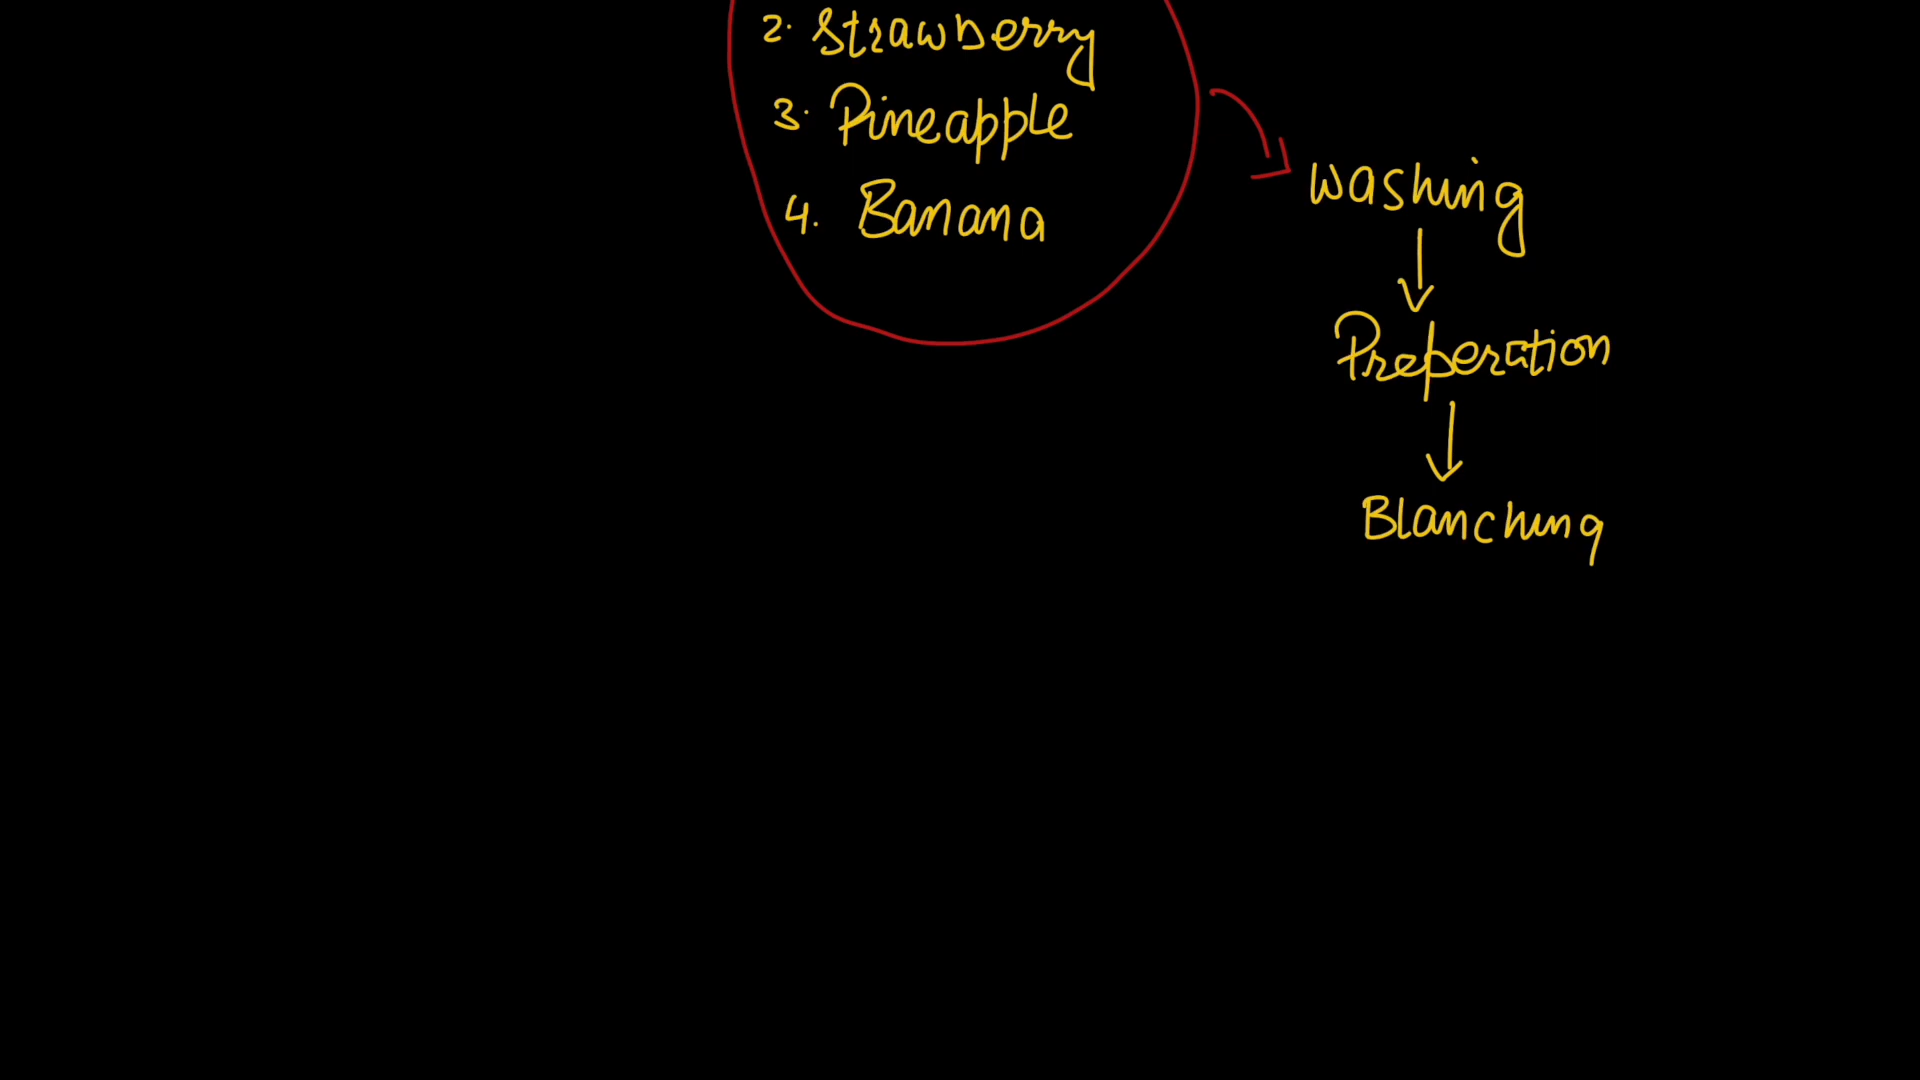 2. Strawberry
3. Pineapple
4. Banana
Washing
Preperation
Blanching